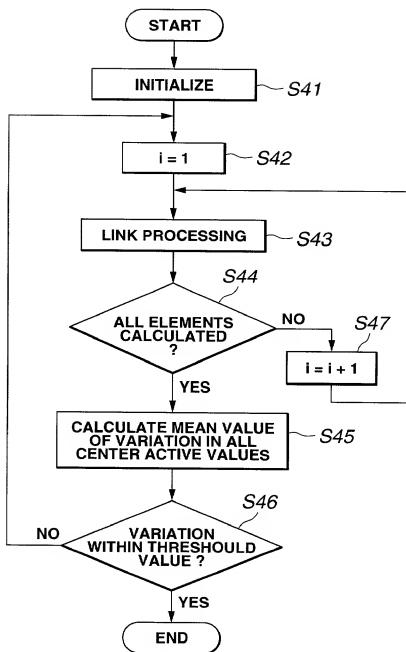 START
INITIALIZE
S41
i = 1
S42
LINK PROCESSING
S43
S44
ALL ELEMENTS
CALCULATED
?
NO
S47
i = i + 1
YES
CALCULATE MEAN VALUE
OF VARIATION IN ALL
CENTER ACTIVE VALUES
S45
S46
NO
VARIATION
WITHIN THRESHOULD
VALUE ?
YES
END